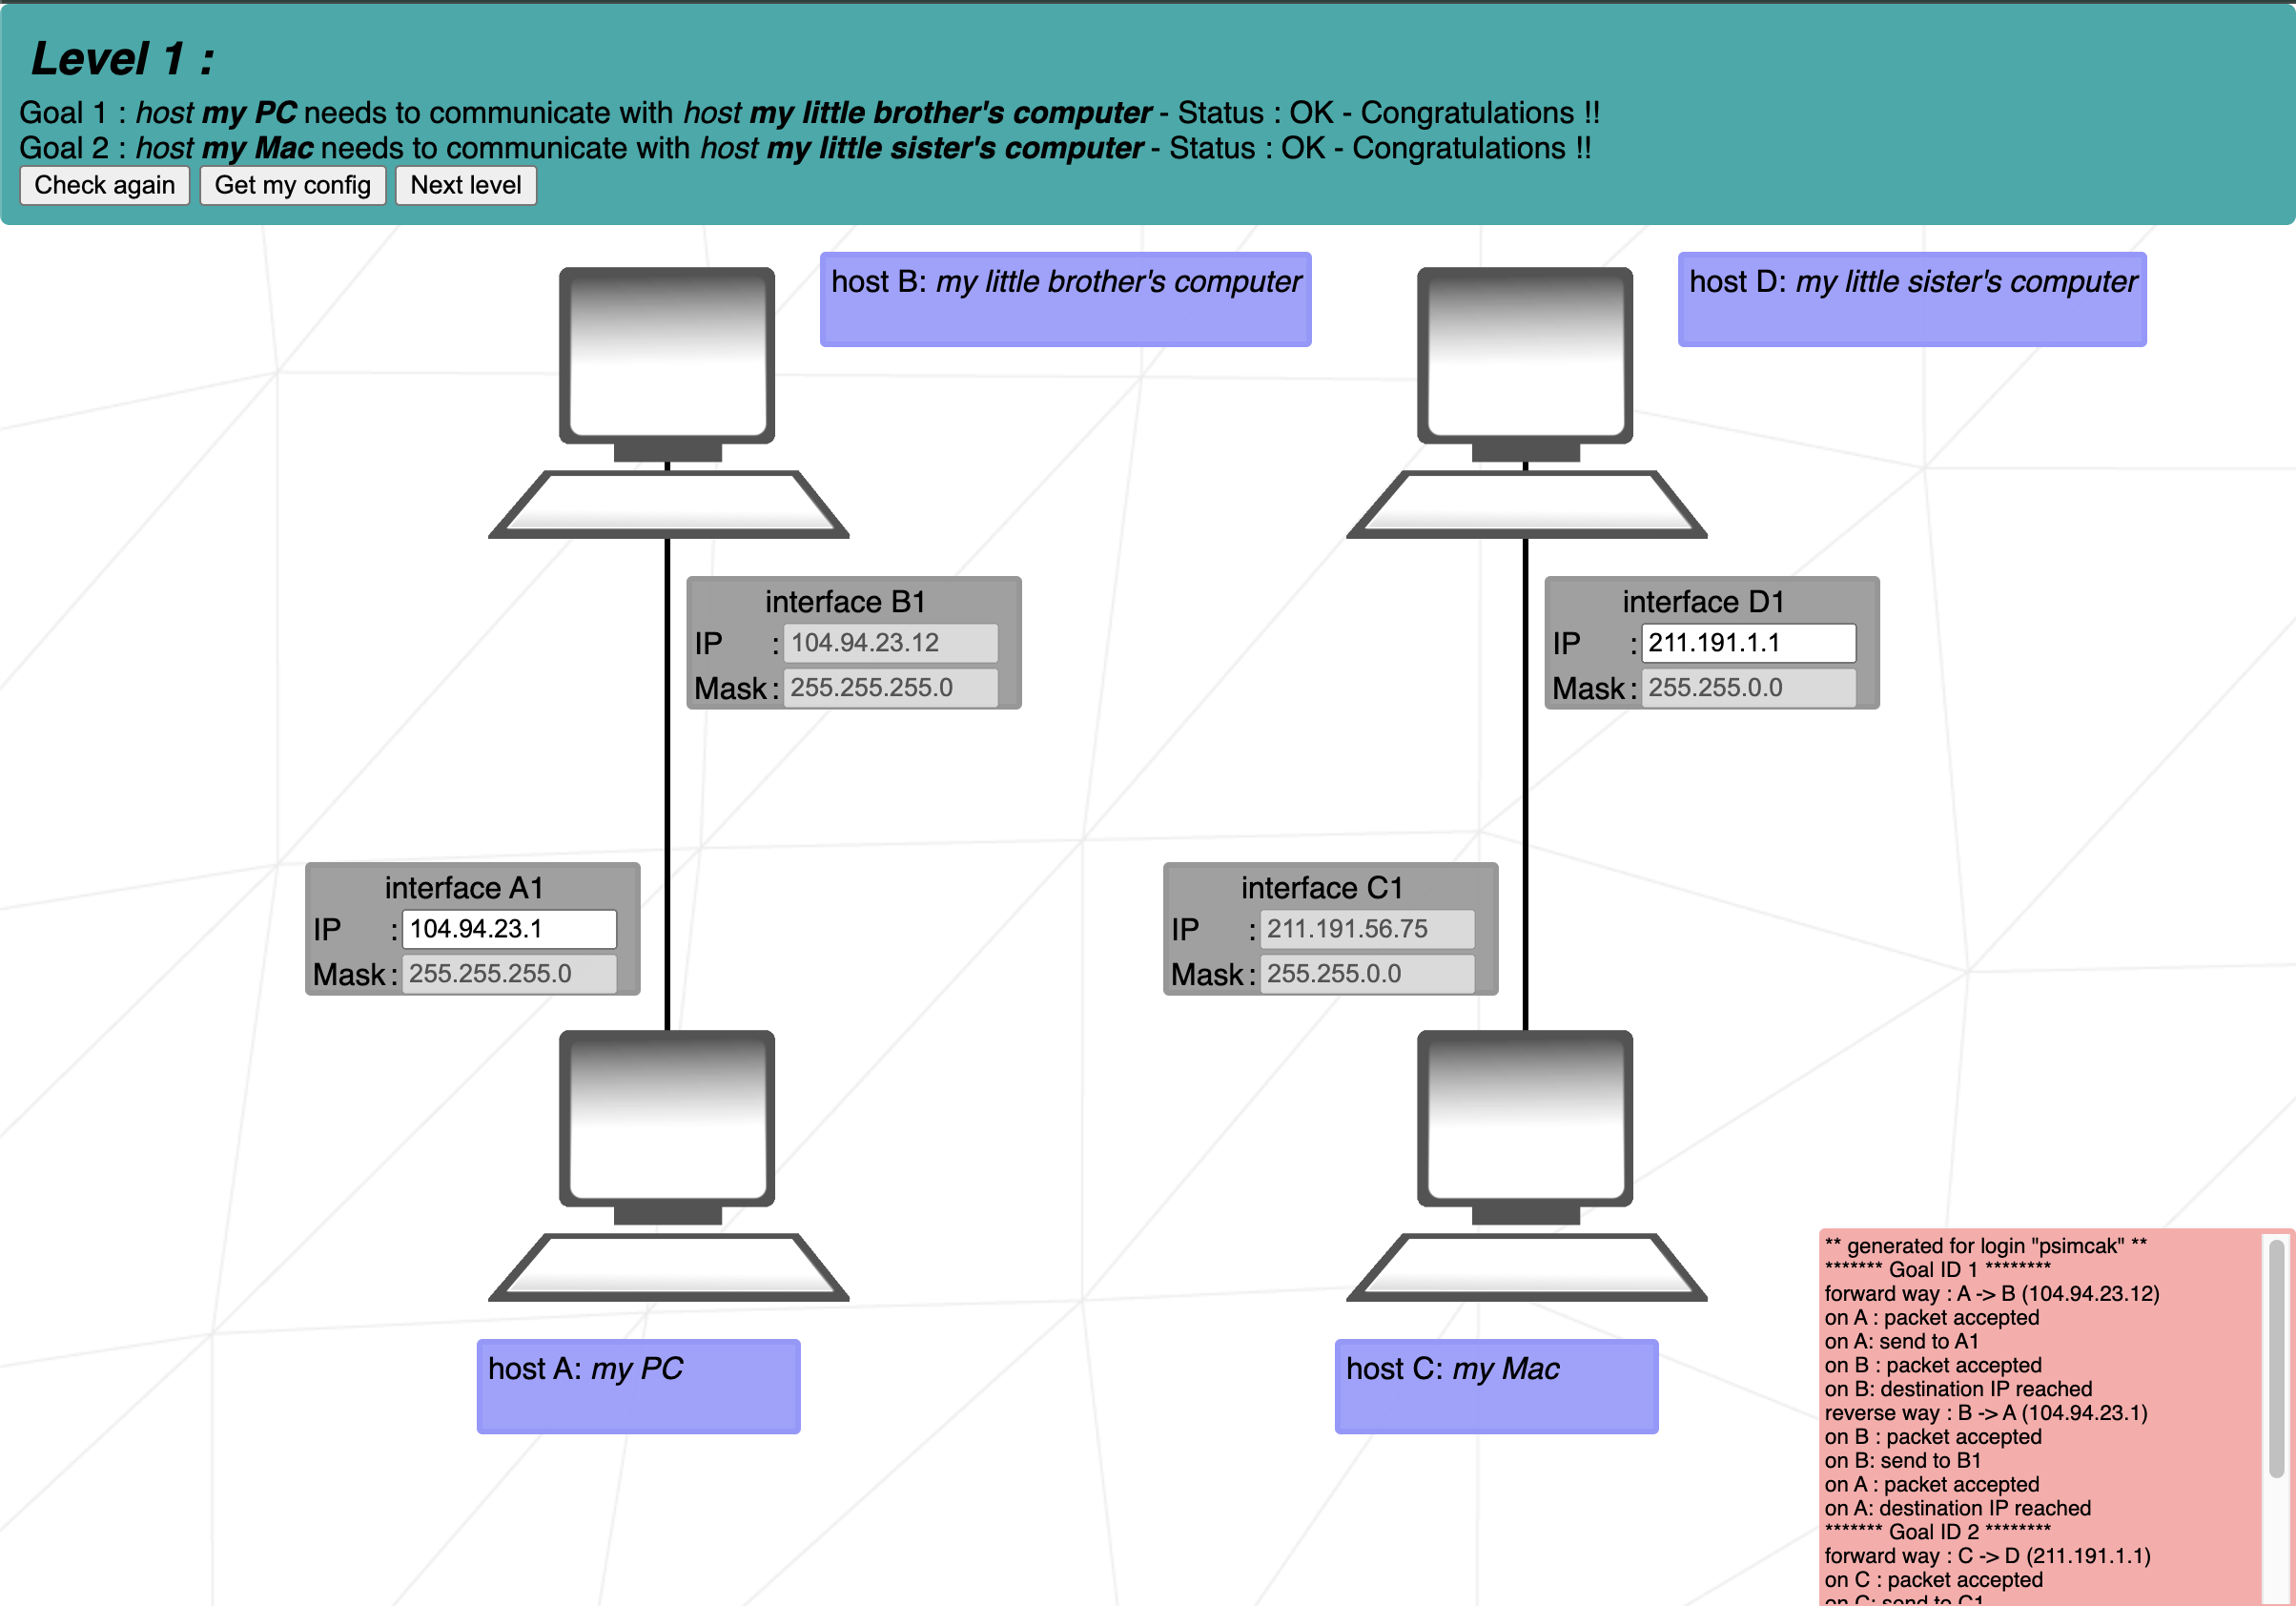 Level 1 :
Goal 1 : host my PC needs to communicate with host my little brother's computer - Status : OK - Congratulations !!
Goal 2 : host my Mac needs to communicate with host my little sister's computer - Status : OK - Congratulations !!
Check again Get my config Next level
host B: my little brother's computer
host D: my little sister's computer
interface B1
IP : 104.94.23.12
Mask : 255.255.255.0
interface D1
IP : 211.191.1.1
Mask : 255.255.0.0
interface A1
IP : 104.94.23.1
Mask : 255.255.255.0
interface C1
IP : 211.191.56.75
Mask : 255.255.0.0
host A: my PC
host C: my Mac
** generated for login "psimcak" **
******* Goal ID 1 ********
forward way : A -> B (104.94.23.12)
on A : packet accepted
on A: send to A1
on B : packet accepted
on B: destination IP reached
reverse way : B -> A (104.94.23.1)
on B : packet accepted
on B: send to B1
on A : packet accepted
on A: destination IP reached
******* Goal ID 2 ********
forward way : C -> D (211.191.1.1)
on C : packet accepted
on C: send to C1